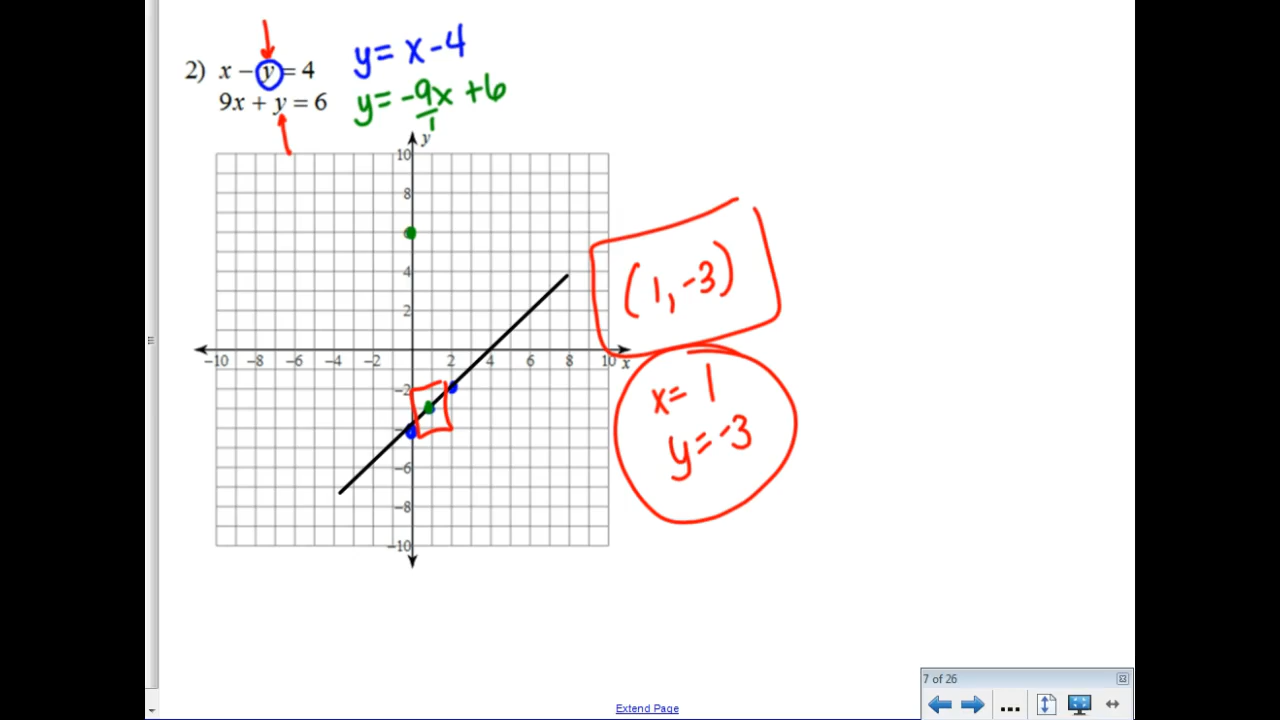 2) x − y = 4
9x + y = 6
y = x - 4
y = -9x + 6
1
y
10
8
4
2
−10 −8 −6 −4 −2 2 4 6 8 10 x
−2
−4
−6
−8
−10
(1, -3)
x = 1
y = -3
7 of 26
...
Extend Page